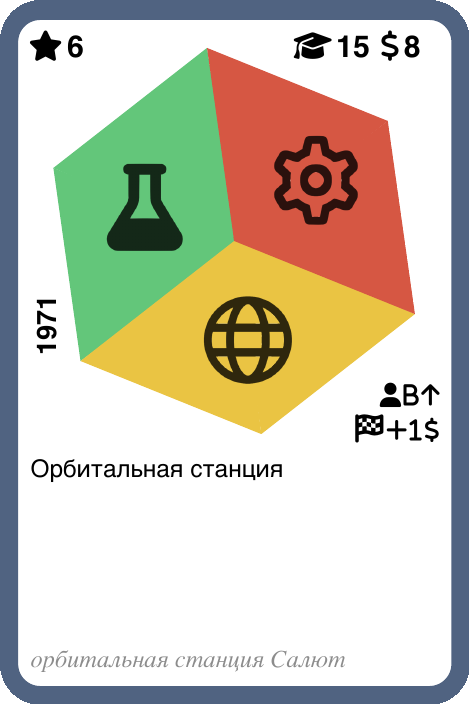 6 15 $8
1971
B↑
+1$
Орбитальная станция
орбитальная станция Салют